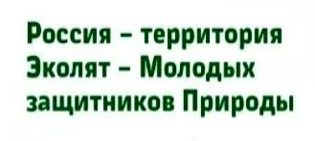 Россия – территория
Эколят – Молодых
защитников Природы